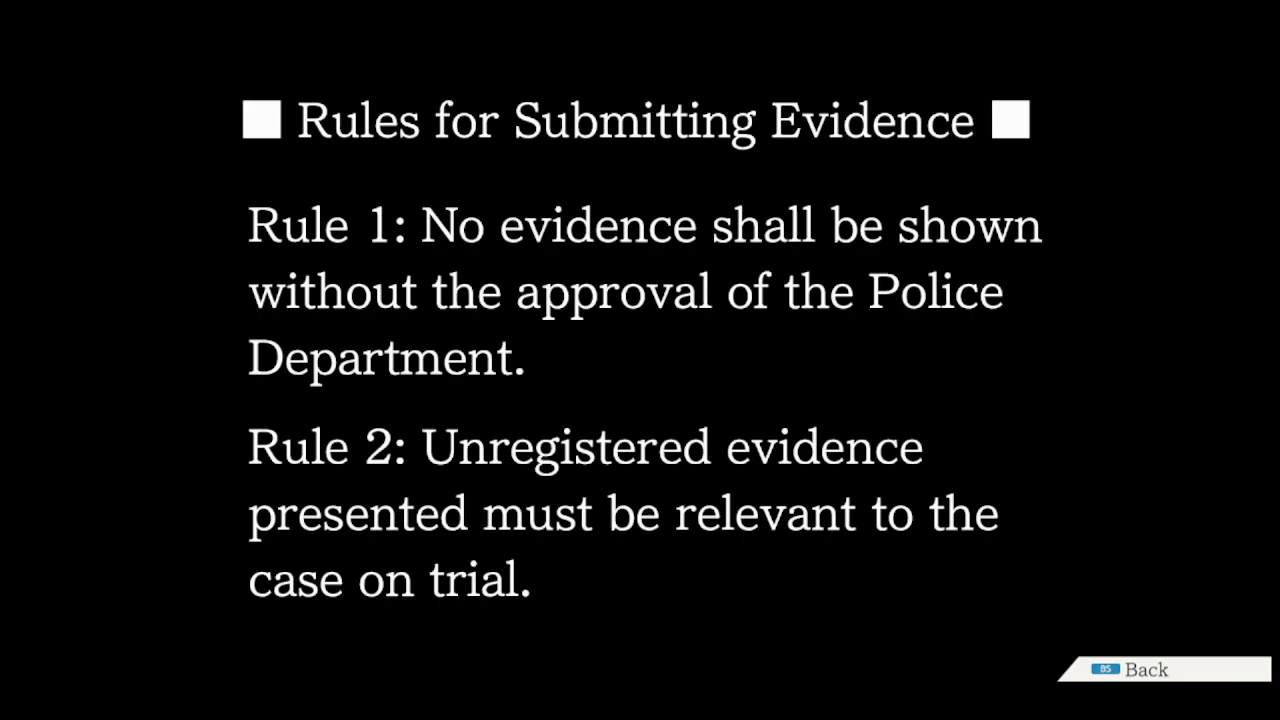 ■ Rules for Submitting Evidence ■
Rule 1: No evidence shall be shown
without the approval of the Police
Department.
Rule 2: Unregistered evidence
presented must be relevant to the
case on trial.
BS Back